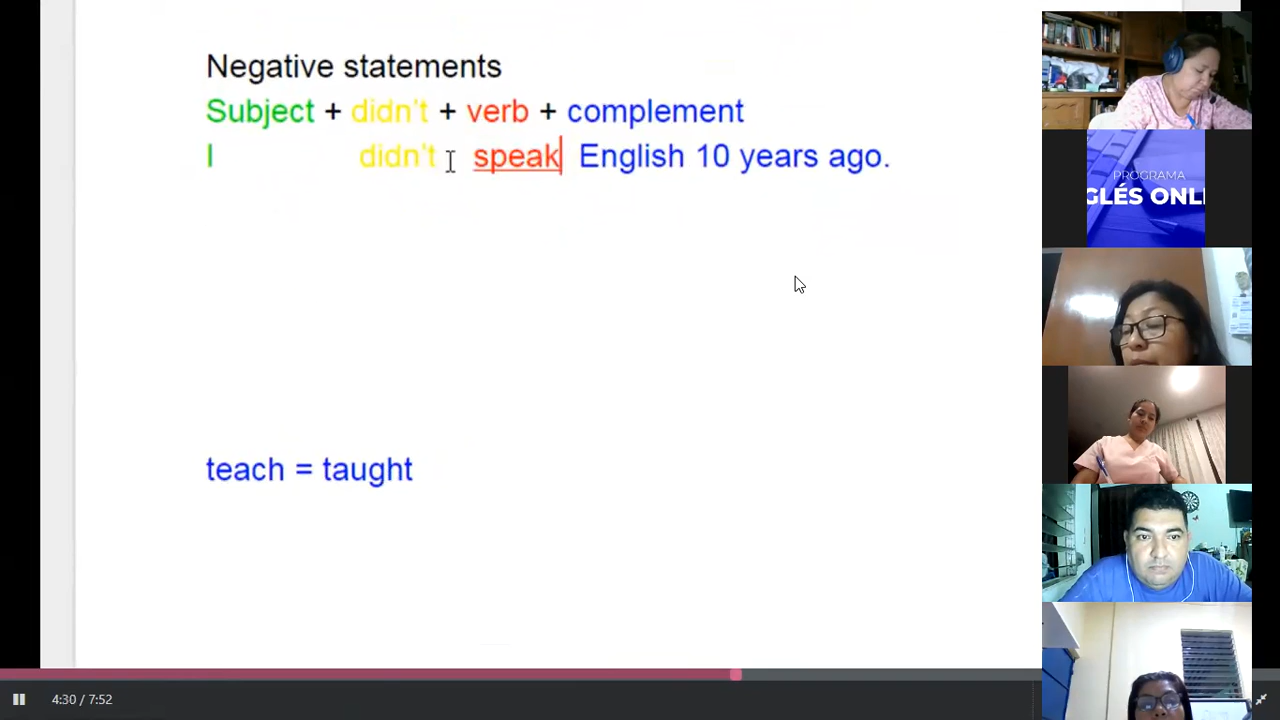 Negative statements
Subject + didn't + verb + complement
I didn't speak English 10 years ago.
teach = taught
PROGRAMA
GLÉS ONL
4:30 / 7:52